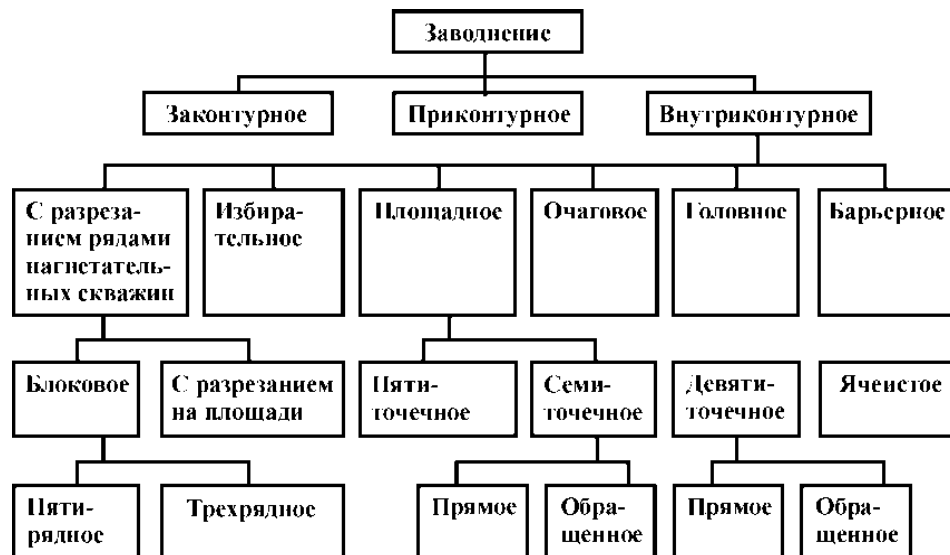 Заводнение
Законтурное
Приконтурное
Внутриконтурное
С разреза-
нием рядами
нагнетатель-
ных скважин
Избира-
тельное
Площадное
Очаговое
Головное
Барьерное
Блоковое
С разрезанием
на площади
Пяти-
точечное
Семи-
точечное
Девяти-
точечное
Ячеистое
Пяти-
рядное
Трехрядное
Прямое
Обра-
щенное
Прямое
Обра-
щенное